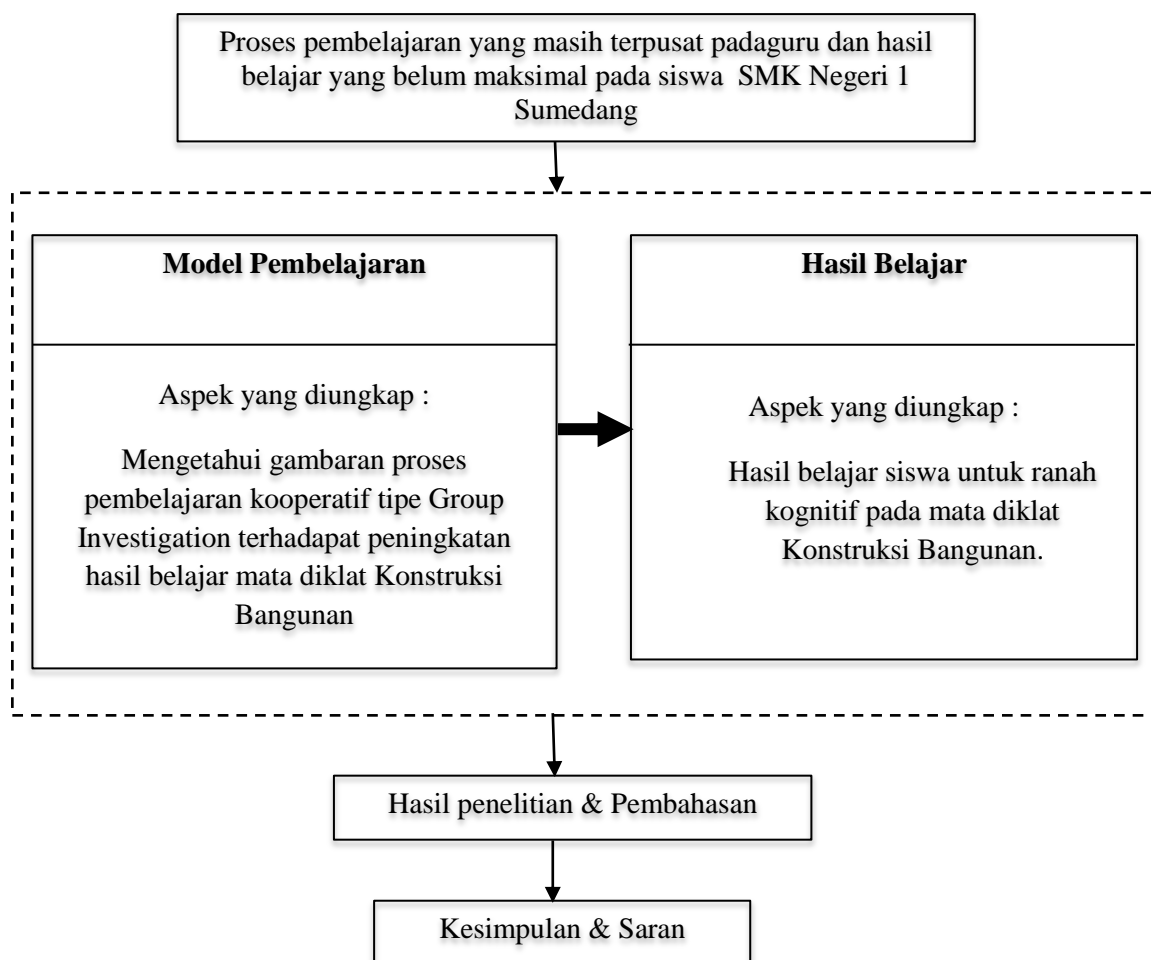 Proses pembelajaran yang masih terpusat padaguru dan hasil
belajar yang belum maksimal pada siswa SMK Negeri 1
Sumedang
Model Pembelajaran
Aspek yang diungkap :
Mengetahui gambaran proses
pembelajaran kooperatif tipe Group
Investigation terhadapat peningkatan
hasil belajar mata diklat Konstruksi
Bangunan
Hasil Belajar
Aspek yang diungkap :
Hasil belajar siswa untuk ranah
kognitif pada mata diklat
Konstruksi Bangunan.
Hasil penelitian & Pembahasan
Kesimpulan & Saran